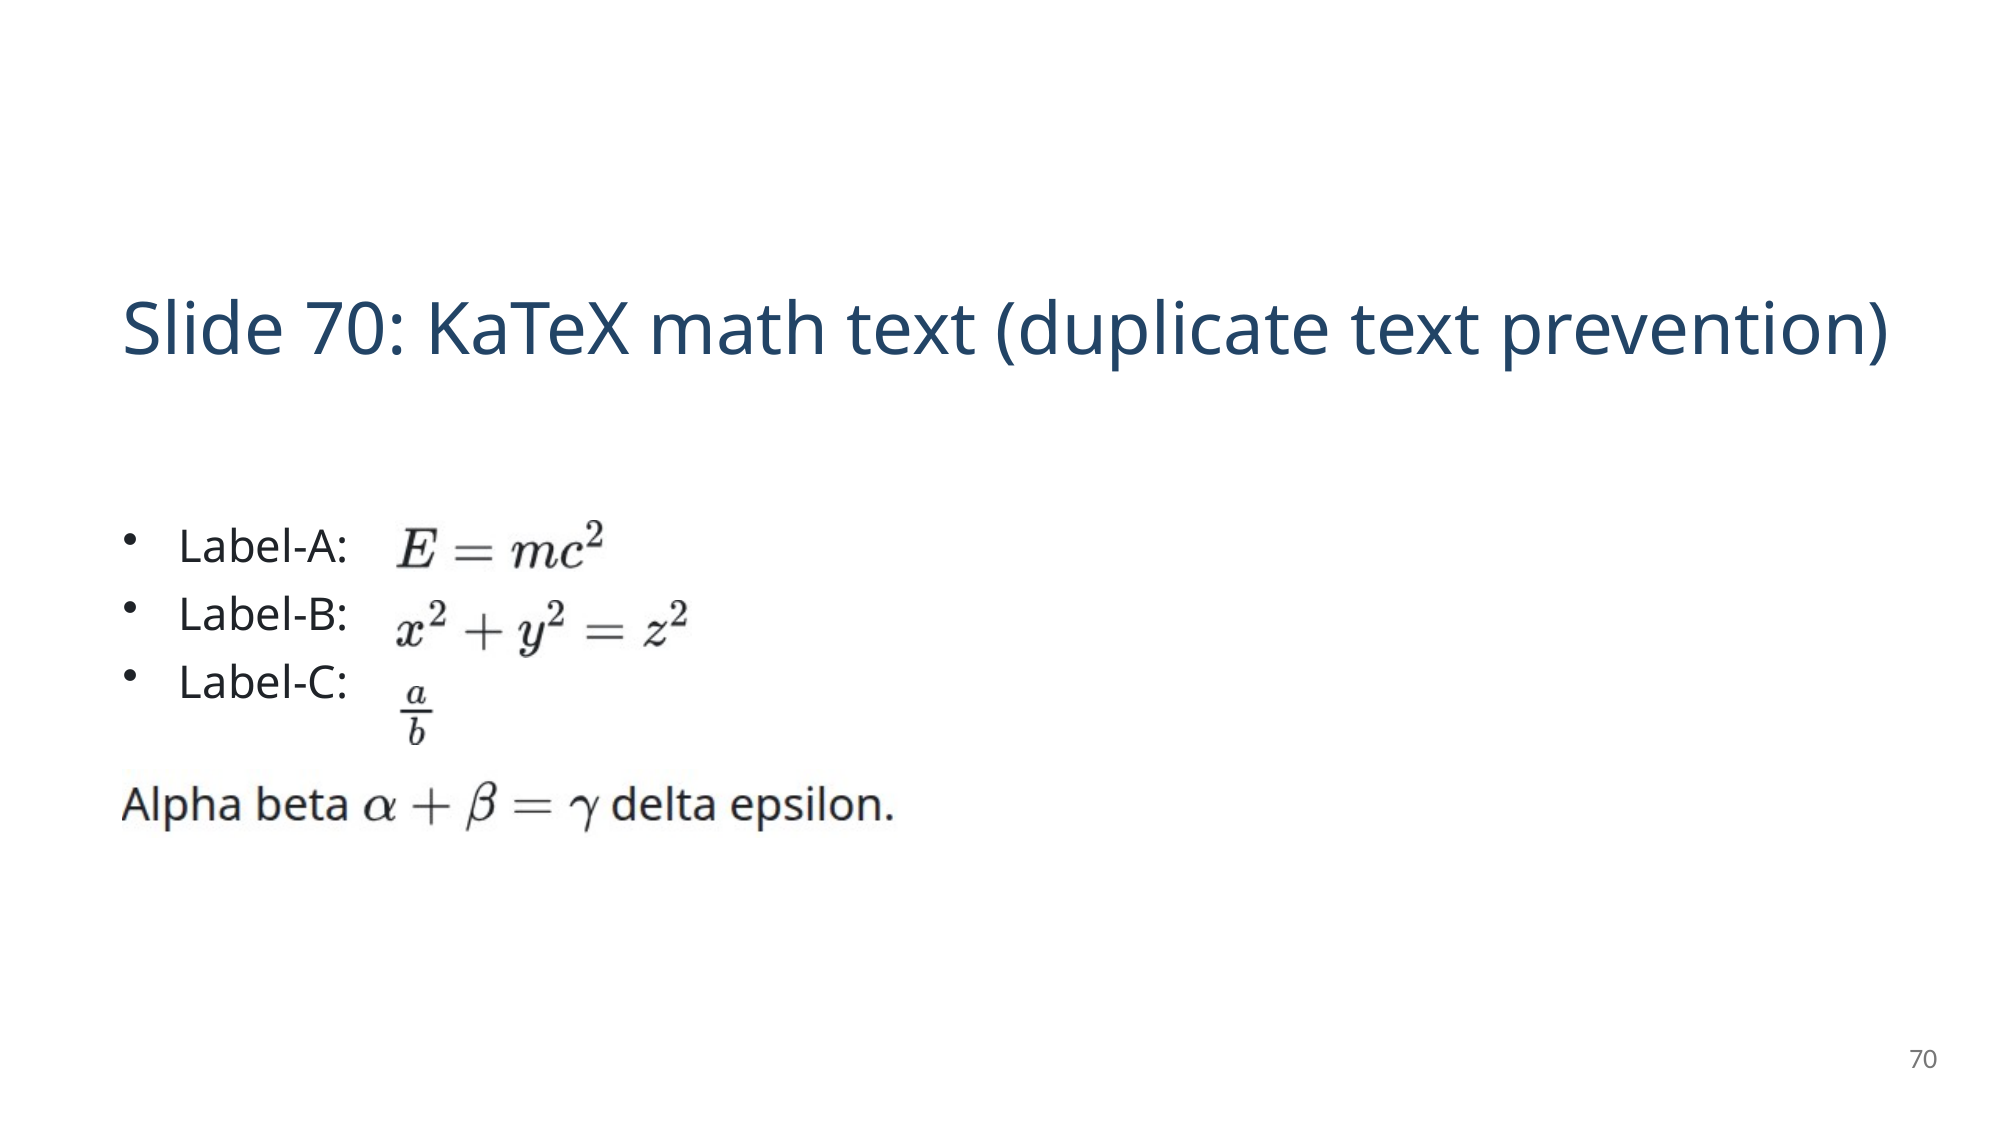 Slide 70: KaTeX math text (duplicate text prevention)
• Label-A: E = mc²
• Label-B: x² + y² = z²
• Label-C: a/b
Alpha beta α + β = γ delta epsilon.
70